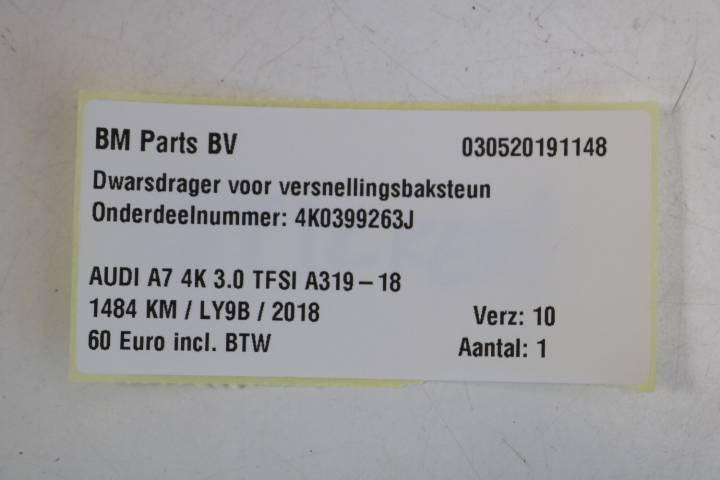 BM Parts BV 030520191148
Dwarsdrager voor versnellingsbaksteun
Onderdeelnummer: 4K0399263J
AUDI A7 4K 3.0 TFSI A319-18
1484 KM / LY9B / 2018 Verz: 10
60 Euro incl. BTW Aantal: 1